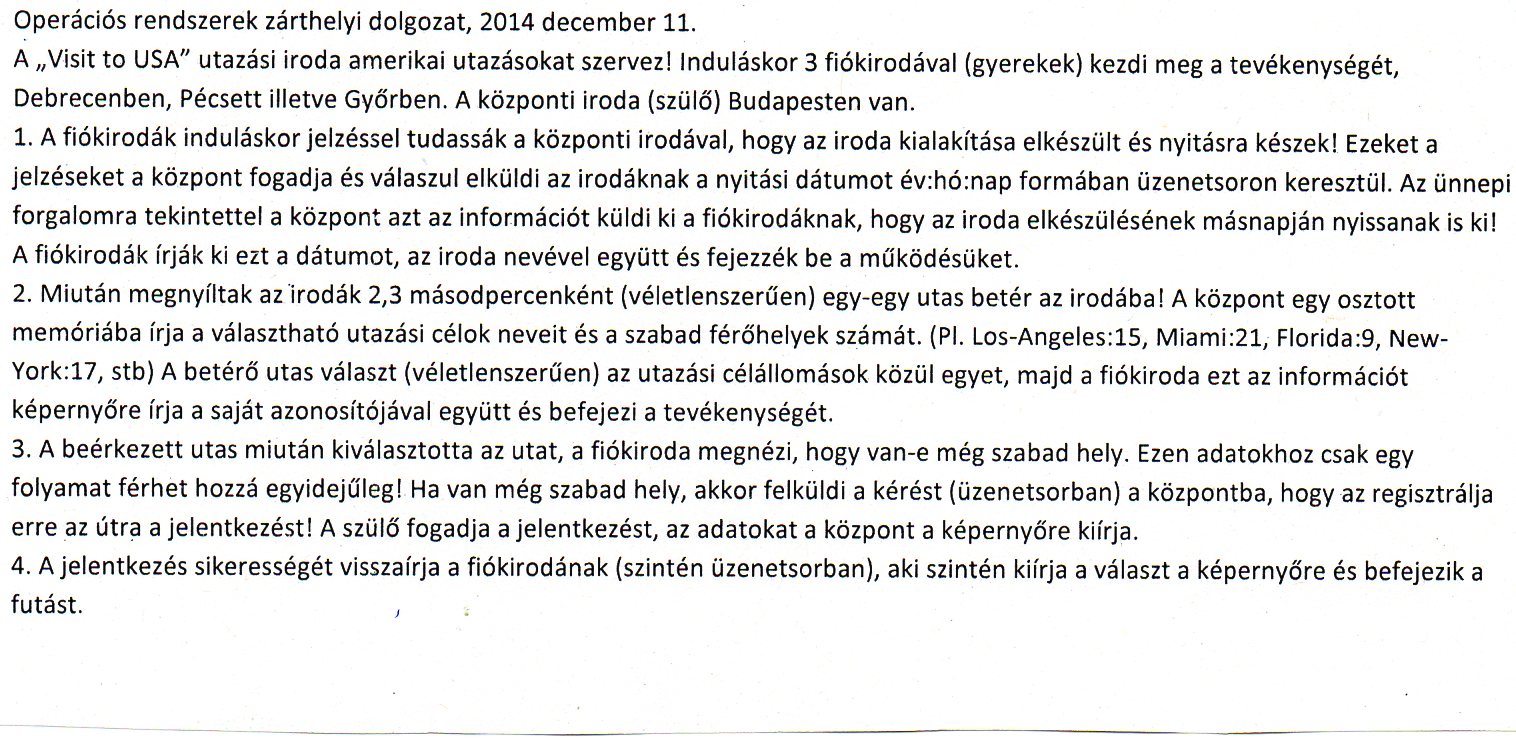 Operációs rendszerek zárthelyi dolgozat, 2014 december 11.
A „Visit to USA” utazási iroda amerikai utazásokat szervez! Induláskor 3 fiókirodával (gyerekek) kezdi meg a tevékenységét,
Debrecenben, Pécsett illetve Győrben. A központi iroda (szülő) Budapesten van.
1. A fiókirodák induláskor jelzéssel tudassák a központi irodával, hogy az iroda kialakítása elkészült és nyitásra készek! Ezeket a
jelzéseket a központ fogadja és válaszul elküldi az irodáknak a nyitási dátumot év:hó:nap formában üzenetsoron keresztül. Az ünnepi
forgalomra tekintettel a központ azt az információt küldi ki a fiókirodáknak, hogy az iroda elkészülésének másnapján nyissanak is ki!
A fiókirodák írják ki ezt a dátumot, az iroda nevével együtt és fejezzék be a működésüket.
2. Miután megnyíltak az irodák 2,3 másodpercenként (véletlenszerűen) egy-egy utas betér az irodába! A központ egy osztott
memóriába írja a választható utazási célok neveit és a szabad férőhelyek számát. (Pl. Los-Angeles:15, Miami:21, Florida:9, New-
York:17, stb) A betérő utas választ (véletlenszerűen) az utazási célállomások közül egyet, majd a fiókiroda ezt az információt
képernyőre írja a saját azonosítójával együtt és befejezi a tevékenységét.
3. A beérkezett utas miután kiválasztotta az utat, a fiókiroda megnézi, hogy van-e még szabad hely. Ezen adatokhoz csak egy
folyamat férhet hozzá egyidejűleg! Ha van még szabad hely, akkor felküldi a kérést (üzenetsorban) a központba, hogy az regisztrálja
erre az útra a jelentkezést! A szülő fogadja a jelentkezést, az adatokat a központ a képernyőre kiírja.
4. A jelentkezés sikerességét visszaírja a fiókirodának (szintén üzenetsorban), aki szintén kiírja a választ a képernyőre és befejezik a
futást.